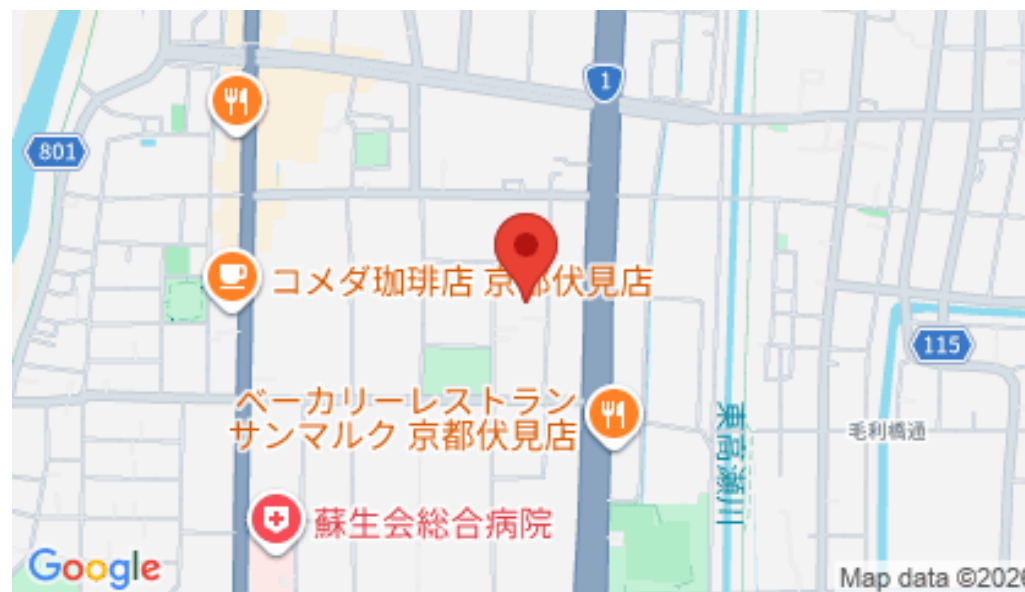 1
801
コメダ珈琲店 京都伏見店
115
ベーカリーレストラン
サンマルク 京都伏見店
東高瀬川
毛利橋通
蘇生会総合病院
Google
Map data ©2026